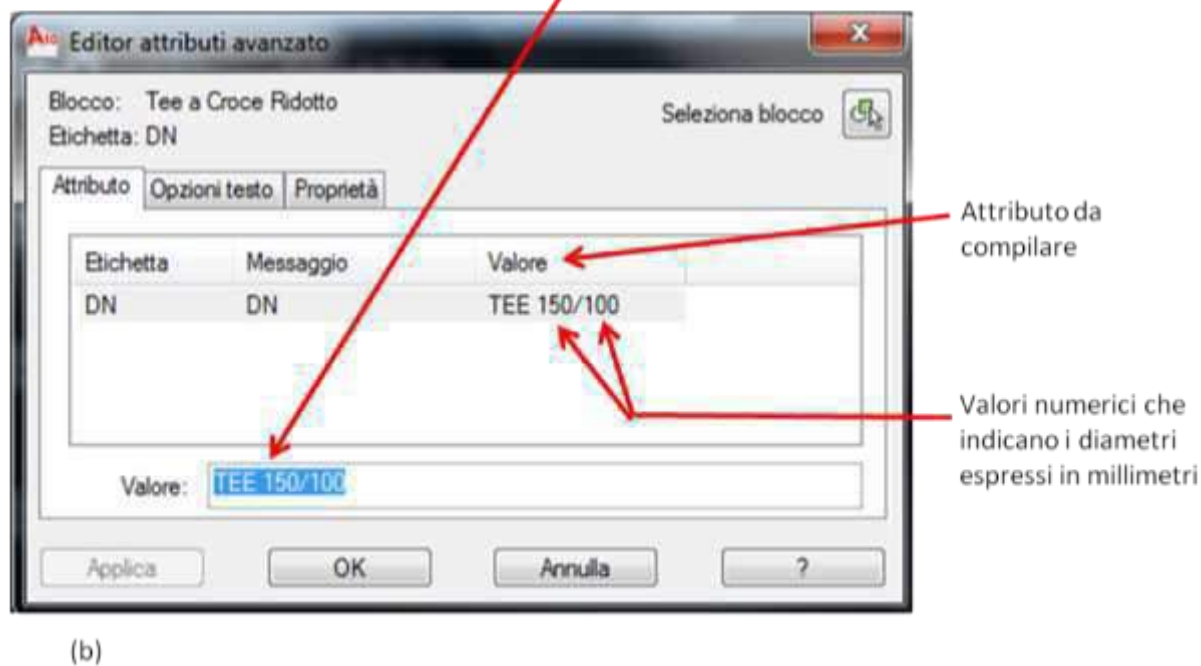 Editor attributi avanzato
Blocco: Tee a Croce Ridotto
Seleziona blocco
Etichetta: DN
Attributo Opzioni testo Proprietà
Etichetta Messaggio Valore
DN DN TEE 150/100
Valore: TEE 150/100
Applica OK Annulla ?
Attributo da
compilare
Valori numerici che
indicano i diametri
espressi in millimetri
(b)